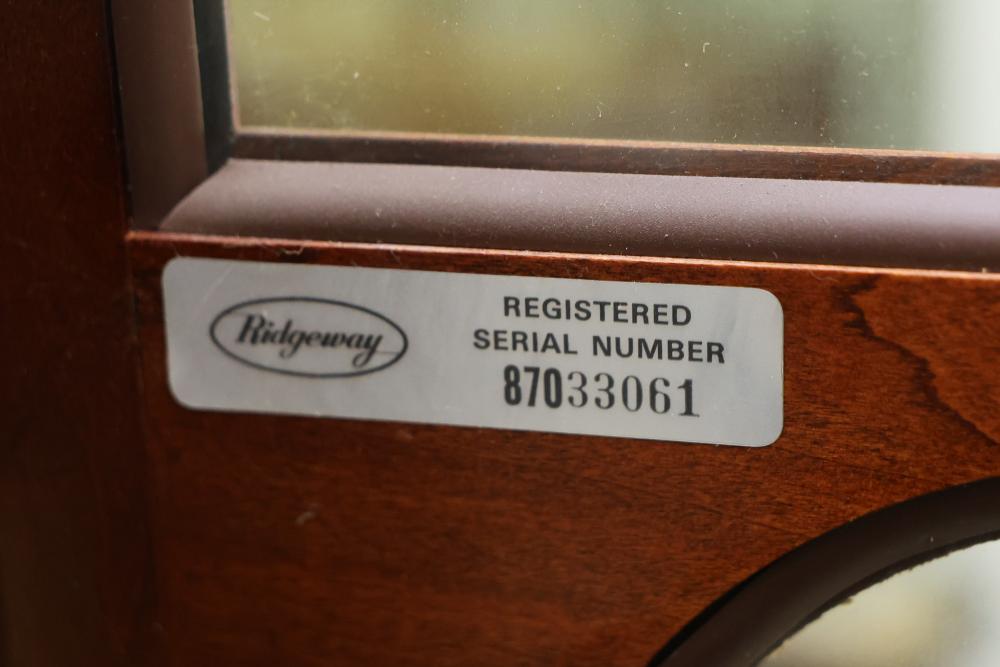 Ridgeway
REGISTERED
SERIAL NUMBER
87033061